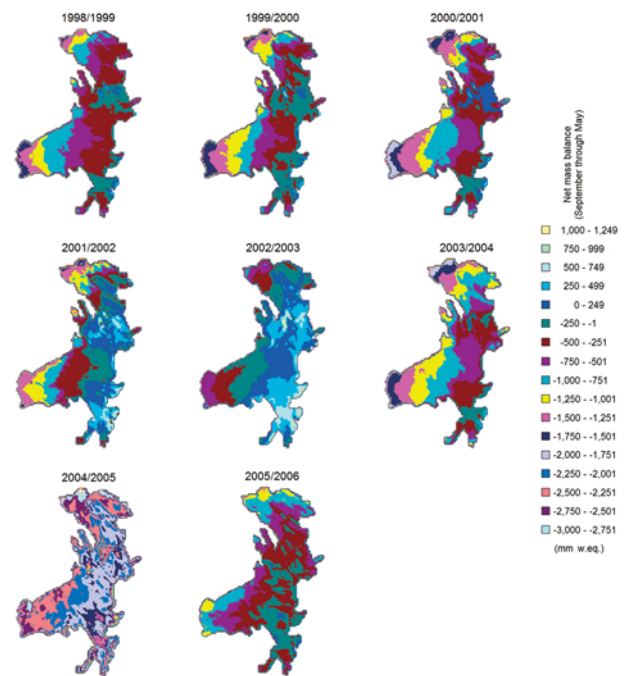 1998/1999
1999/2000
2000/2001
2001/2002
2002/2003
2003/2004
2004/2005
2005/2006
Net mass balance
(September through May)
1,000 - 1,249
750 - 999
500 - 749
250 - 499
0 - 249
-250 - -1
-500 - -251
-750 - -501
-1,000 - -751
-1,250 - -1,001
-1,500 - -1,251
-1,750 - -1,501
-2,000 - -1,751
-2,250 - -2,001
-2,500 - -2,251
-2,750 - -2,501
-3,000 - -2,751
(mm w.eq.)